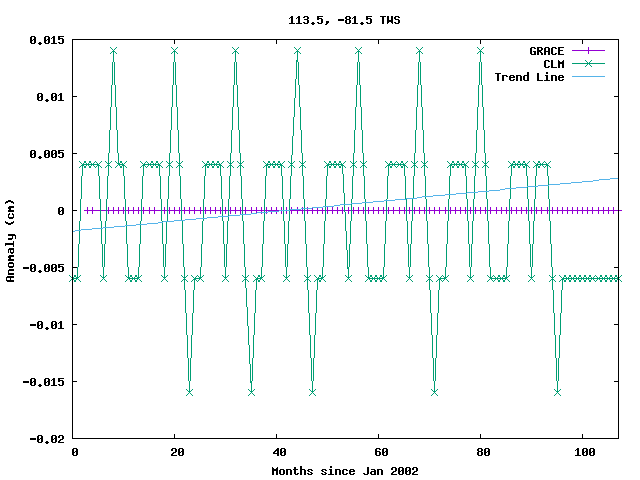 113.5, -81.5 TWS
GRACE
CLM
Trend Line
0.015
0.01
0.005
0
-0.005
-0.01
-0.015
-0.02
Anomaly (cm)
0 20 40 60 80 100
Months since Jan 2002